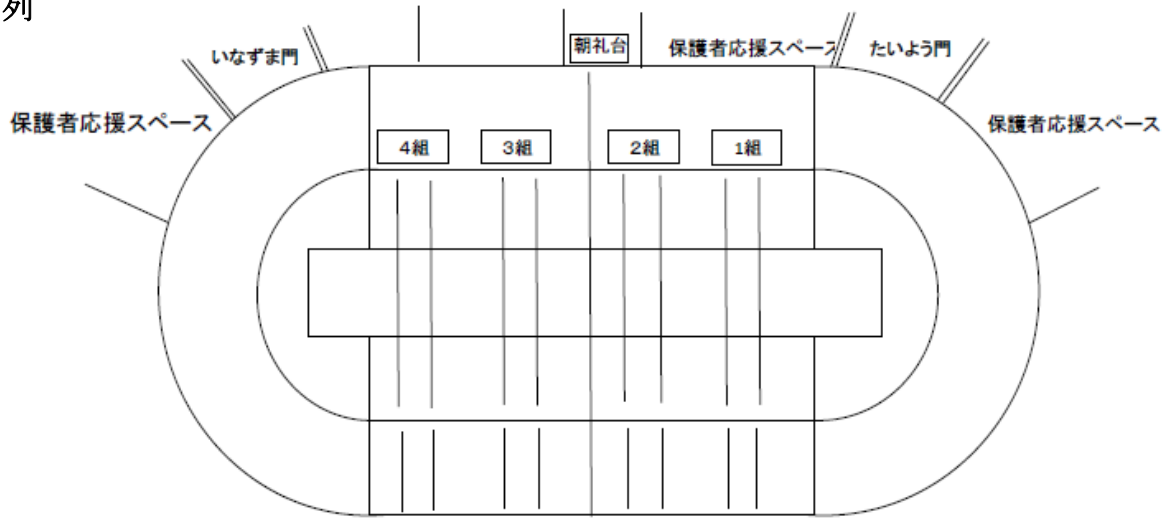 列
いなずま門
朝礼台
保護者応援スペース
たいよう門
保護者応援スペース
保護者応援スペース
4組
3組
2組
1組